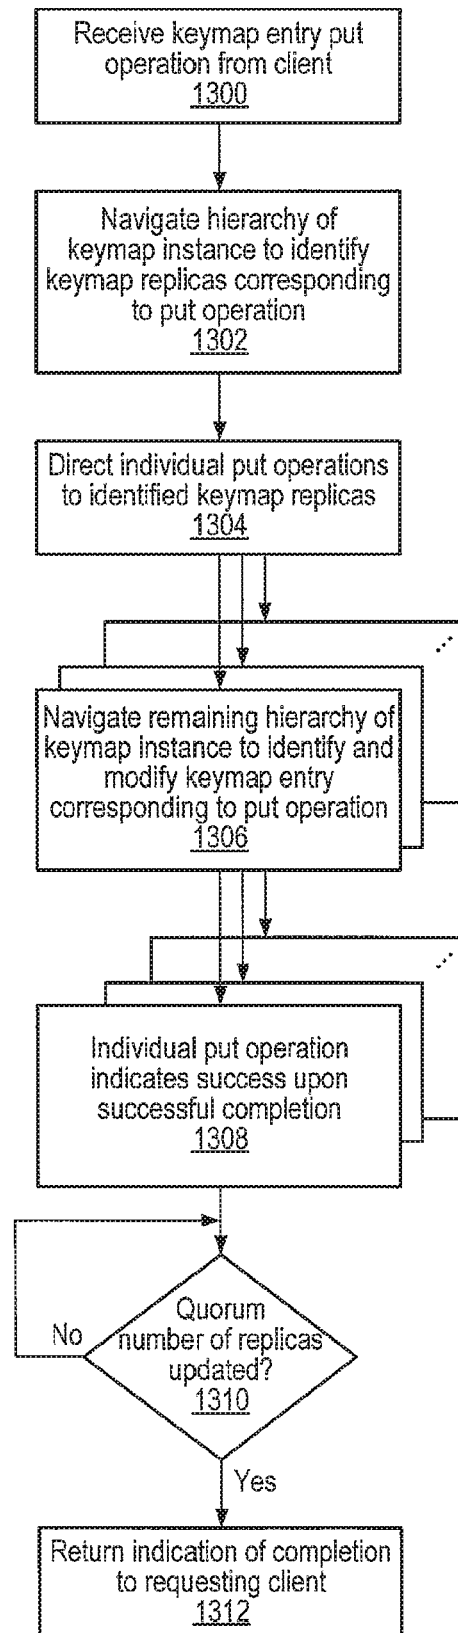 Receive keymap entry put
operation from client
1300
Navigate hierarchy of
keymap instance to identify
keymap replicas corresponding
to put operation
1302
Direct individual put operations
to identified keymap replicas
1304
Navigate remaining hierarchy of
keymap instance to identify and
modify keymap entry
corresponding to put operation
1306
Individual put operation
indicates success upon
successful completion
1308
Quorum
number of replicas
updated?
1310
No
Yes
Return indication of completion
to requesting client
1312